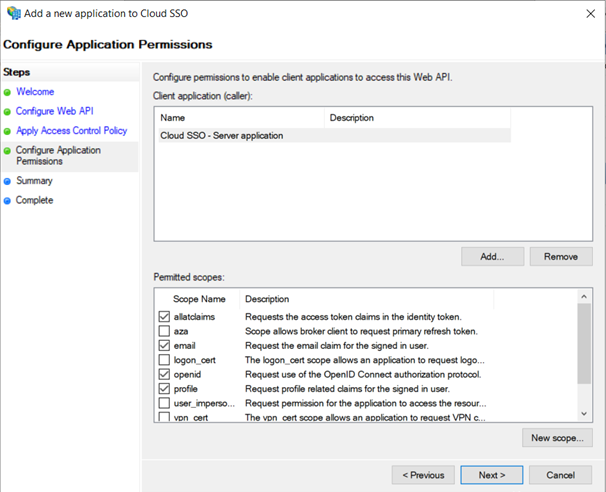 Add a new application to Cloud SSO
Configure Application Permissions
Steps
Welcome
Configure Web API
Apply Access Control Policy
Configure Application
Permissions
Summary
Complete
Configure permissions to enable client applications to access this Web API.
Client application (caller):
Name Description
Cloud SSO - Server application
Add... Remove
Permitted scopes:
Scope Name Description
allatclaims Requests the access token claims in the identity token.
aza Scope allows broker client to request primary refresh token.
email Request the email claim for the signed in user.
logon_cert The logon_cert scope allows an application to request logo...
openid Request use of the OpenID Connect authorization protocol.
profile Request profile related claims for the signed in user.
user_imperso... Request permission for the application to access the resour...
vpn_cert The vpn_cert scope allows an application to request VPN c...
New scope...
< Previous Next > Cancel